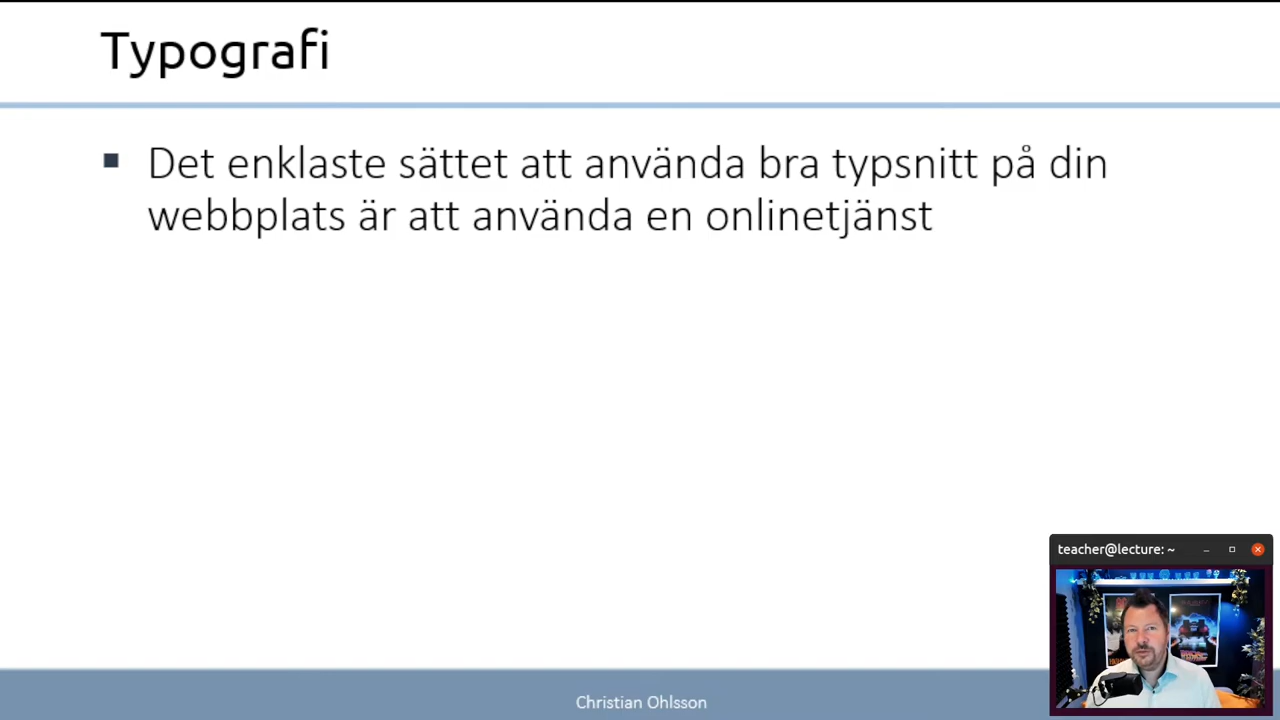 Typografi
Det enklaste sättet att använda bra typsnitt på din
webbplats är att använda en onlinetjänst
teacher@lecture: ~
Christian Ohlsson